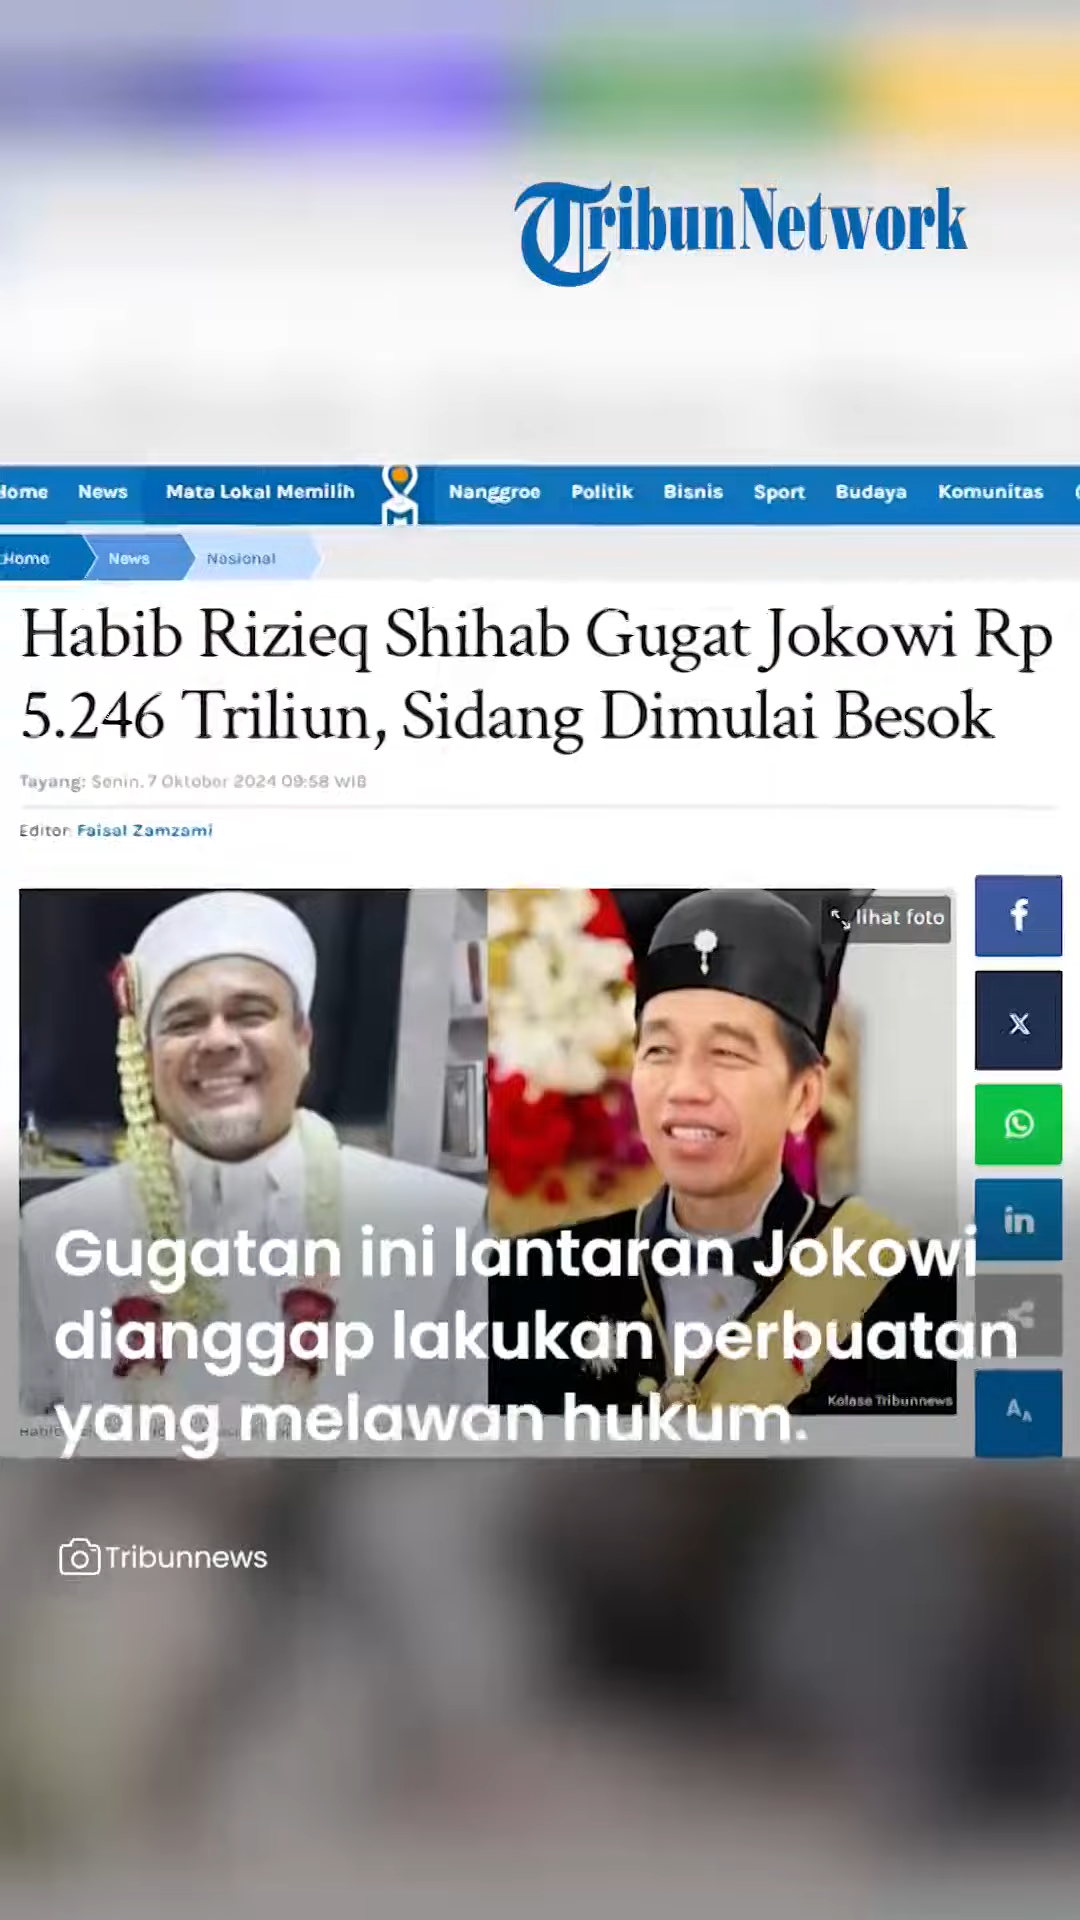 TribunNetwork
Home News Mata Lokal Memilih Nanggroe Politik Bisnis Sport Budaya Komunitas
Home News Nasional
Habib Rizieq Shihab Gugat Jokowi Rp
5.246 Triliun, Sidang Dimulai Besok
Tayang: Senin, 7 Oktober 2024 09:58 WIB
Editor: Faisal Zamzami
lihat foto
Gugatan ini lantaran Jokowi
dianggap lakukan perbuatan
yang melawan hukum.
Kolase Tribunnews
Tribunnews